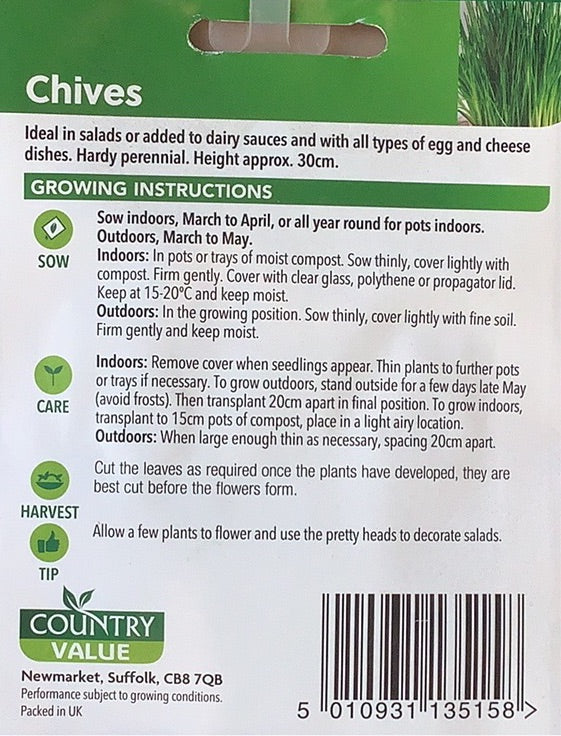 Chives
Ideal in salads or added to dairy sauces and with all types of egg and cheese
dishes. Hardy perennial. Height approx. 30cm.
GROWING INSTRUCTIONS
Sow indoors, March to April, or all year round for pots indoors.
Outdoors, March to May.
SOW
Indoors: In pots or trays of moist compost. Sow thinly, cover lightly with
compost. Firm gently. Cover with clear glass, polythene or propagator lid.
Keep at 15-20°C and keep moist.
Outdoors: In the growing position. Sow thinly, cover lightly with fine soil.
Firm gently and keep moist.
Indoors: Remove cover when seedlings appear. Thin plants to further pots
or trays if necessary. To grow outdoors, stand outside for a few days late May
CARE
(avoid frosts). Then transplant 20cm apart in final position. To grow indoors,
transplant to 15cm pots of compost, place in a light airy location.
Outdoors: When large enough thin as necessary, spacing 20cm apart.
Cut the leaves as required once the plants have developed, they are
best cut before the flowers form.
HARVEST
Allow a few plants to flower and use the pretty heads to decorate salads.
TIP
COUNTRY
VALUE
Newmarket, Suffolk, CB8 7QB
Performance subject to growing conditions.
Packed in UK
5 010931 135158 >